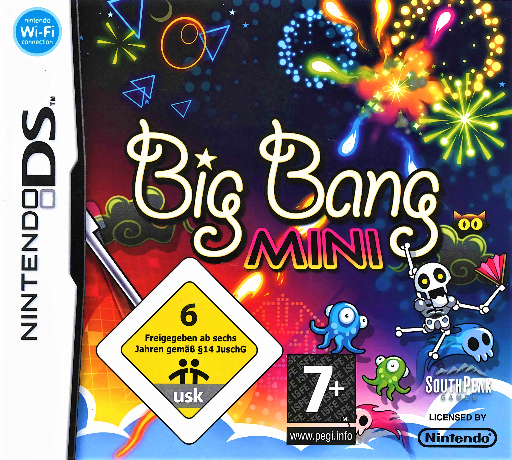 nintendo
Wi-Fi
connection
NINTENDO DS™
Big Bang
MINI
6
Freigegeben ab sechs
Jahren gemäß §14 JuSchG
usk
7+
www.pegi.info
SOUTHPEAK
GAMES
LICENSED BY
Nintendo